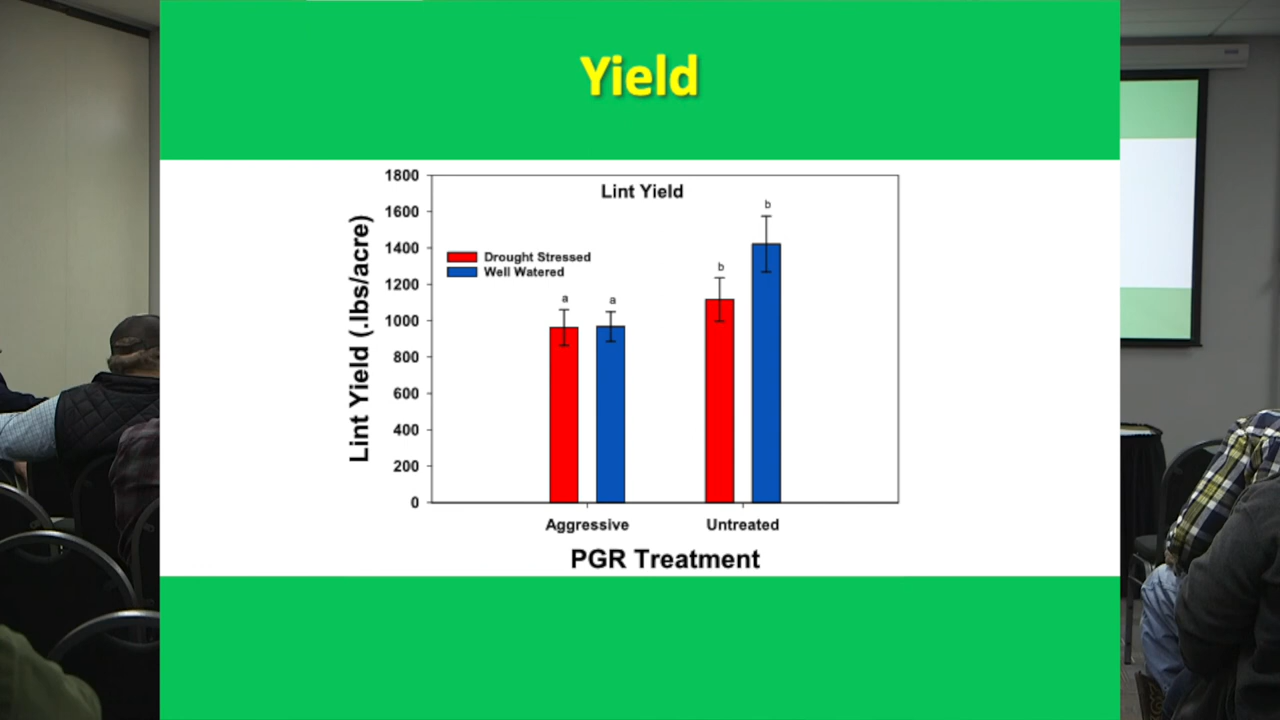 Yield
Lint Yield
Lint Yield (.lbs/acre)
1800
1600
1400
1200
1000
800
600
400
200
0
Drought Stressed
Well Watered
a
a
b
b
Aggressive
Untreated
PGR Treatment